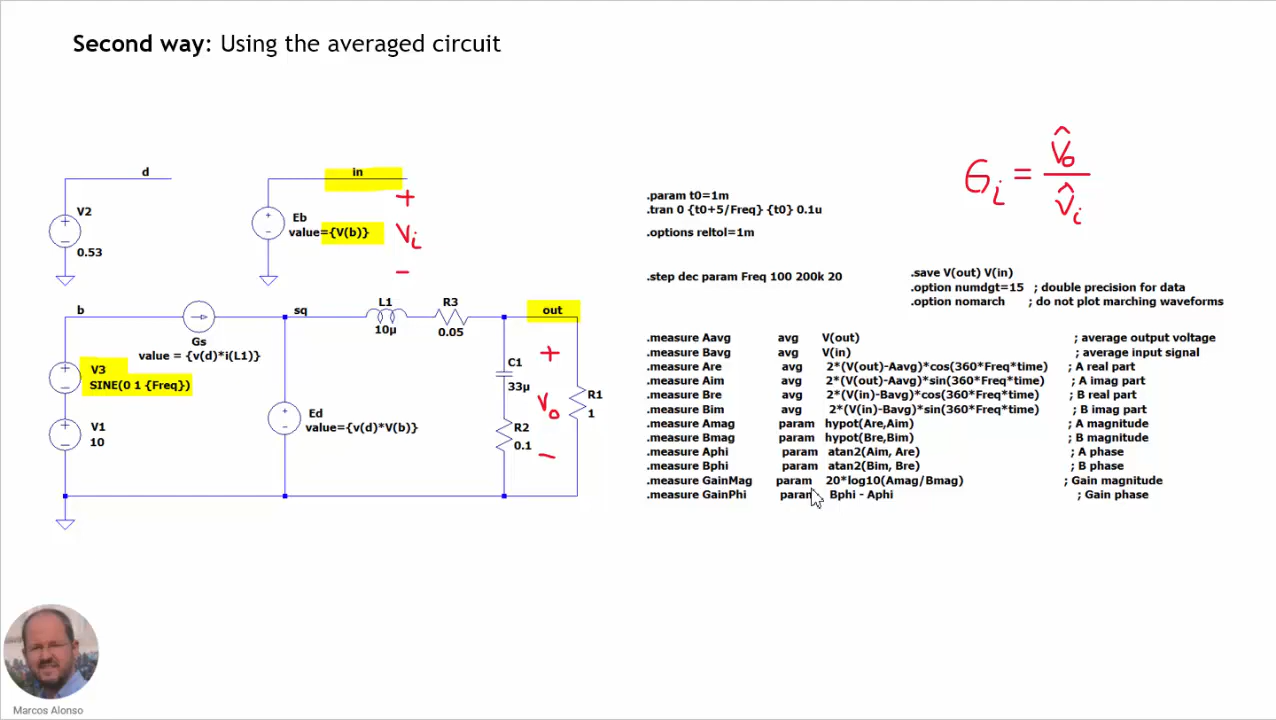 Second way: Using the averaged circuit
d
V2
0.53
in
Eb
value={V(b)}
+
Vi
−
b
Gs
value = {v(d)*i(L1)}
sq
L1
10µ
R3
0.05
out
V3
SINE(0 1 {Freq})
V1
10
Ed
value={v(d)*V(b)}
C1
33µ
R2
0.1
+
Vo
−
R1
1
Gi = V̂o / V̂i
.param t0=1m
.tran 0 {t0+5/Freq} {t0} 0.1u
.options reltol=1m
.step dec param Freq 100 200k 20
.save V(out) V(in)
.option numdgt=15 ; double precision for data
.option nomarch ; do not plot marching waveforms
.measure Aavg avg V(out) ; average output voltage
.measure Bavg avg V(in) ; average input signal
.measure Are avg 2*(V(out)-Aavg)*cos(360*Freq*time) ; A real part
.measure Aim avg 2*(V(out)-Aavg)*sin(360*Freq*time) ; A imag part
.measure Bre avg 2*(V(in)-Bavg)*cos(360*Freq*time) ; B real part
.measure Bim avg 2*(V(in)-Bavg)*sin(360*Freq*time) ; B imag part
.measure Amag param hypot(Are,Aim) ; A magnitude
.measure Bmag param hypot(Bre,Bim) ; B magnitude
.measure Aphi param atan2(Aim, Are) ; A phase
.measure Bphi param atan2(Bim, Bre) ; B phase
.measure GainMag param 20*log10(Amag/Bmag) ; Gain magnitude
.measure GainPhi param Bphi - Aphi ; Gain phase
Marcos Alonso